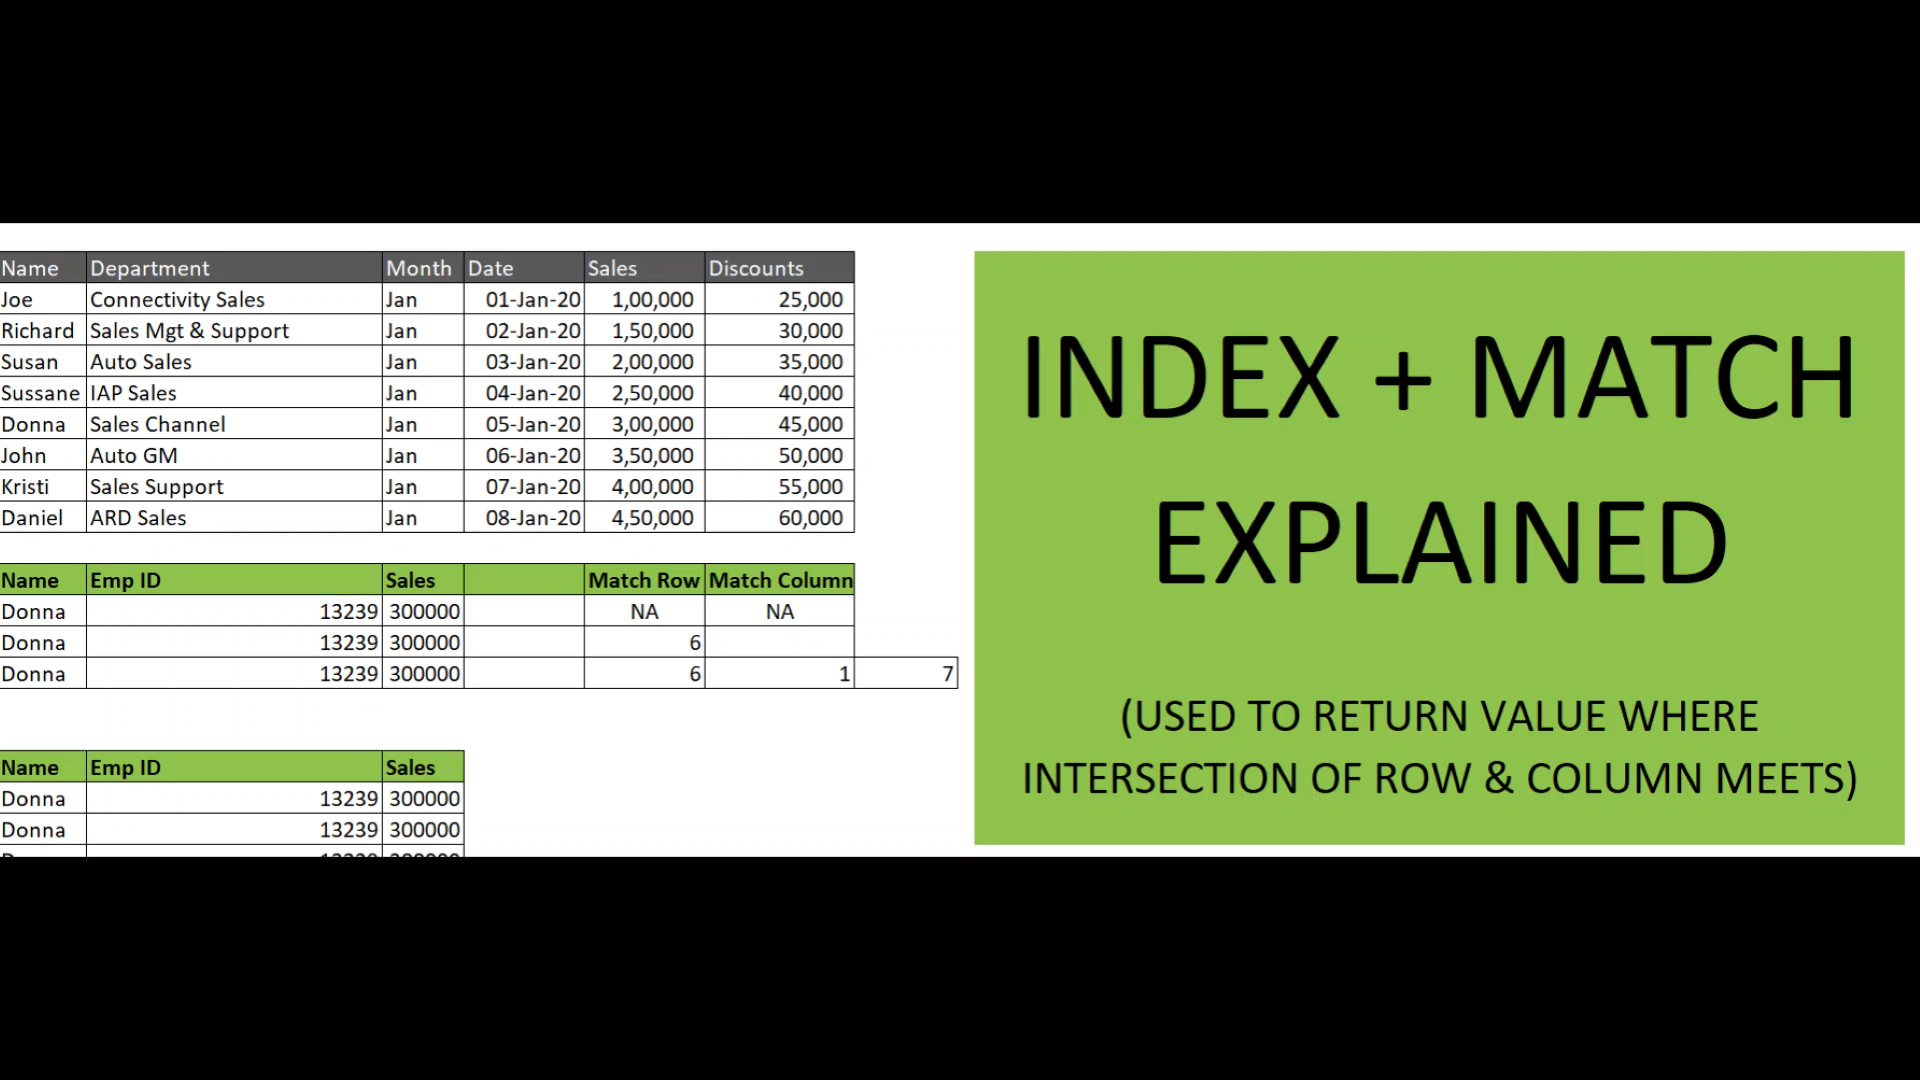 Name Department Month Date Sales Discounts
Joe Connectivity Sales Jan 01-Jan-20 1,00,000 25,000
Richard Sales Mgt & Support Jan 02-Jan-20 1,50,000 30,000
Susan Auto Sales Jan 03-Jan-20 2,00,000 35,000
Sussane IAP Sales Jan 04-Jan-20 2,50,000 40,000
Donna Sales Channel Jan 05-Jan-20 3,00,000 45,000
John Auto GM Jan 06-Jan-20 3,50,000 50,000
Kristi Sales Support Jan 07-Jan-20 4,00,000 55,000
Daniel ARD Sales Jan 08-Jan-20 4,50,000 60,000
Name Emp ID Sales Match Row Match Column
Donna 13239 300000 NA NA
Donna 13239 300000 6
Donna 13239 300000 6 1 7
Name Emp ID Sales
Donna 13239 300000
Donna 13239 300000
INDEX + MATCH
EXPLAINED
(USED TO RETURN VALUE WHERE
INTERSECTION OF ROW & COLUMN MEETS)